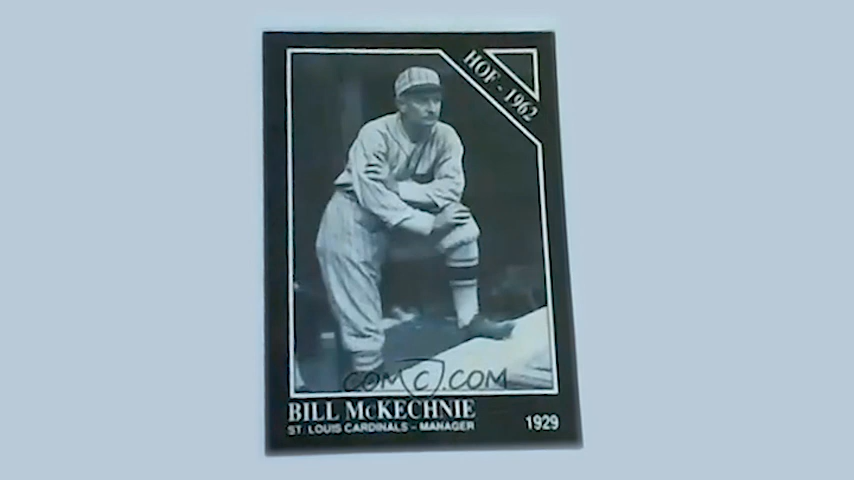 HOF - 1962
COMC.COM
BILL McKECHNIE
ST. LOUIS CARDINALS - MANAGER
1929